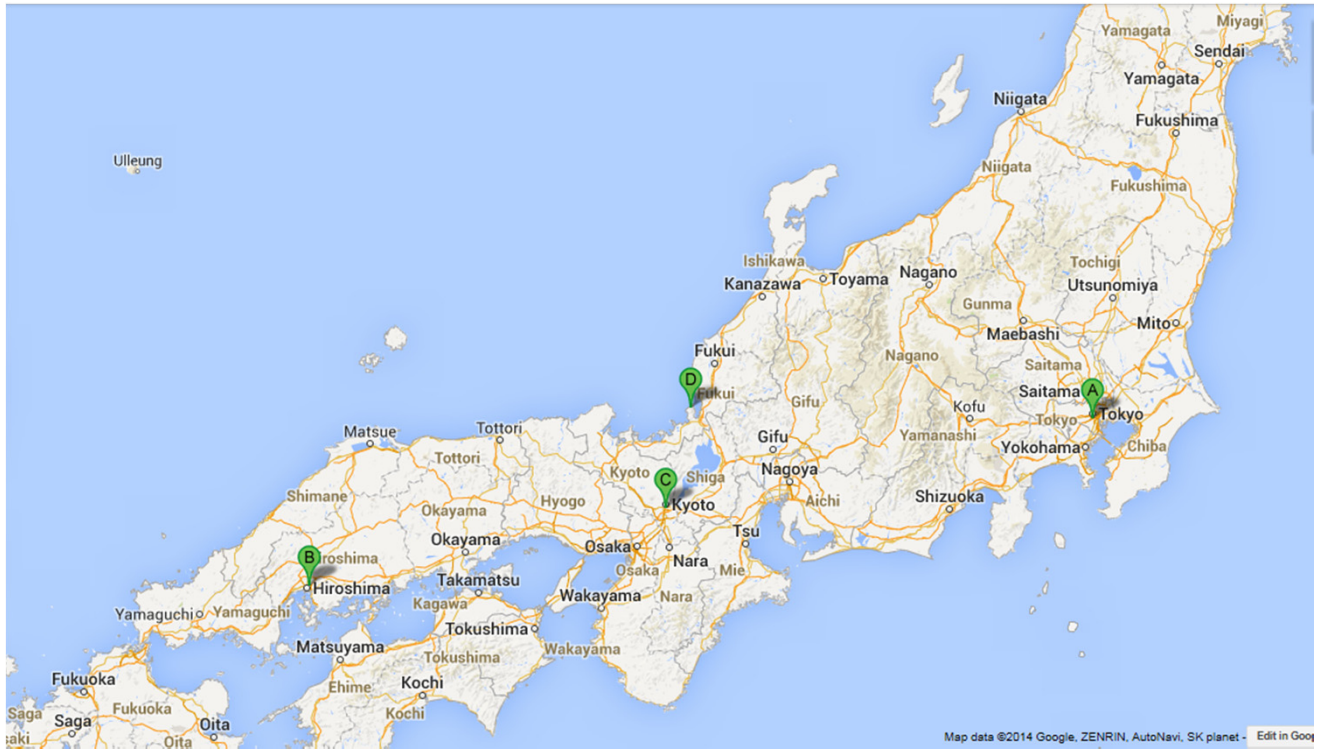 Miyagi
Yamagata
Sendai
Yamagata
Niigata
Fukushima
Ulleung
Niigata
Fukushima
Ishikawa
Tochigi
Toyama
Nagano
Kanazawa
Utsunomiya
Gunma
Mito
Maebashi
Fukui
Nagano
Saitama
D
A
Saitama
Fukui
Gifu
Kofu
Tokyo
Tokyo
Matsue
Tottori
Yamanashi
Gifu
Yokohama
Chiba
Tottori
Kyoto
Nagoya
Shiga
C
Shimane
Hyogo
Aichi
Shizuoka
Kyoto
Okayama
Tsu
Okayama
Osaka
B
Hiroshima
Nara
Osaka
Mie
Takamatsu
Hiroshima
Wakayama
Nara
Kagawa
Yamaguchi
Yamaguchi
Tokushima
Matsuyama
Wakayama
Tokushima
Fukuoka
Ehime
Kochi
Fukuoka
Saga
Kochi
Saga
Oita
saki
Oita
Map data ©2014 Google, ZENRIN, AutoNavi, SK planet -
Edit in Goog